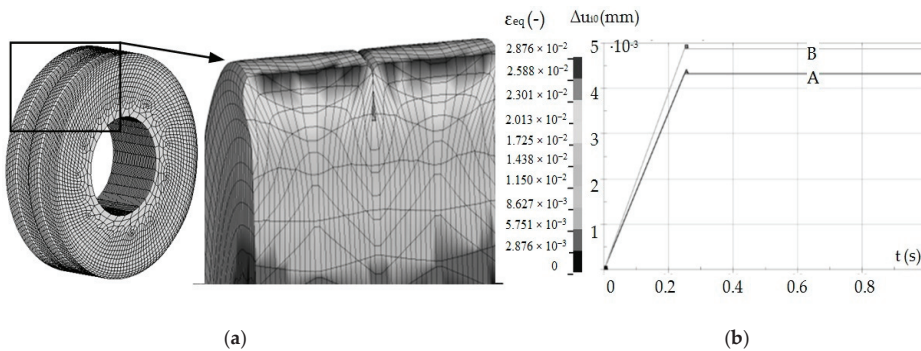 εeq (-)
2.876 × 10⁻²
2.588 × 10⁻²
2.301 × 10⁻²
2.013 × 10⁻²
1.725 × 10⁻²
1.438 × 10⁻²
1.150 × 10⁻²
8.627 × 10⁻³
5.751 × 10⁻³
2.876 × 10⁻³
0
Δui0 (mm)
5 ·10⁻³
4
3
2
1
B
A
t (s)
0 0.2 0.4 0.6 0.8
(a) (b)